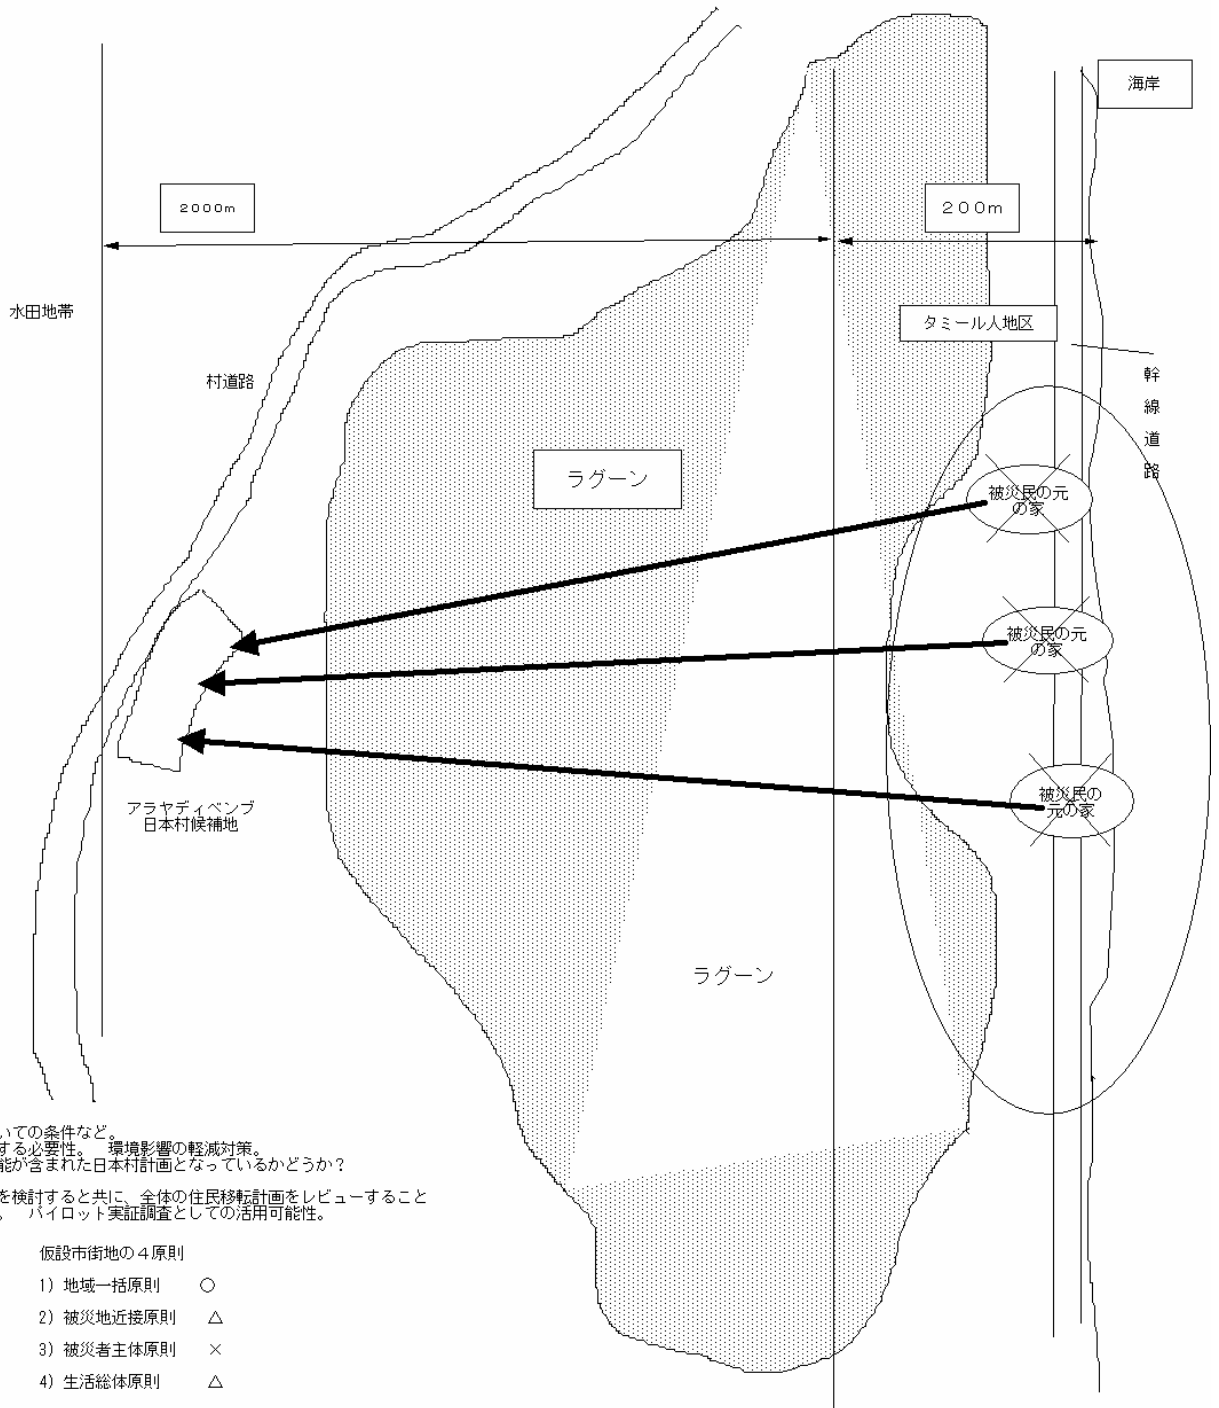 海岸
2000m
200m
水田地帯
タミール人地区
村道路
幹
線
道
路
ラグーン
被災民の元
の家
被災民の元
の家
被災民の
元の家
アラヤディベンブ
日本村候補地
ラグーン
いての条件など。
する必要性。 環境影響の軽減対策。
能が含まれた日本村計画となっているかどうか?
を検討すると共に、全体の住民移転計画をレビューすること
。 パイロット実証調査としての活用可能性。
仮設市街地の4原則
1) 地域一括原則 ○
2) 被災地近接原則 △
3) 被災者主体原則 ×
4) 生活総体原則 △